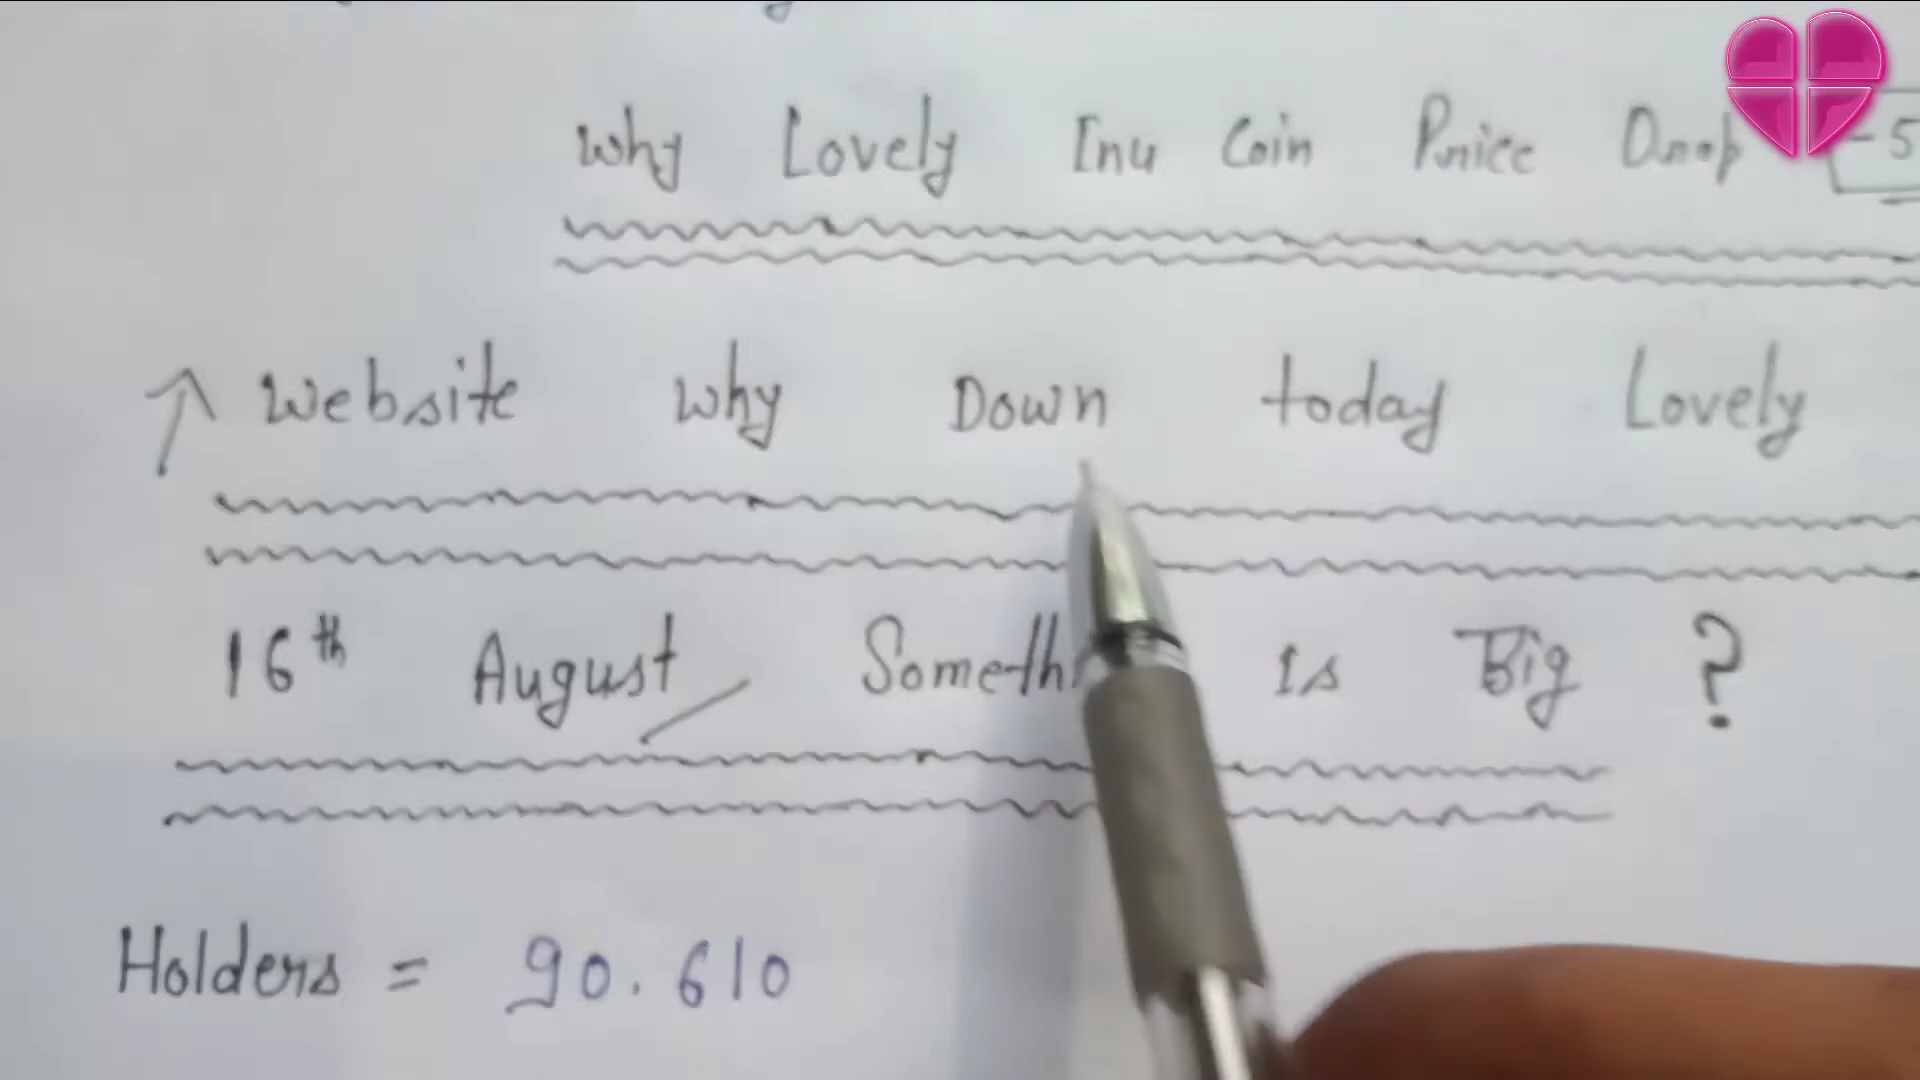 Why Lovely Inu Coin Price Drop -5
Website Why Down today Lovely
16th August Someth Is Big ?
Holders = 90.610